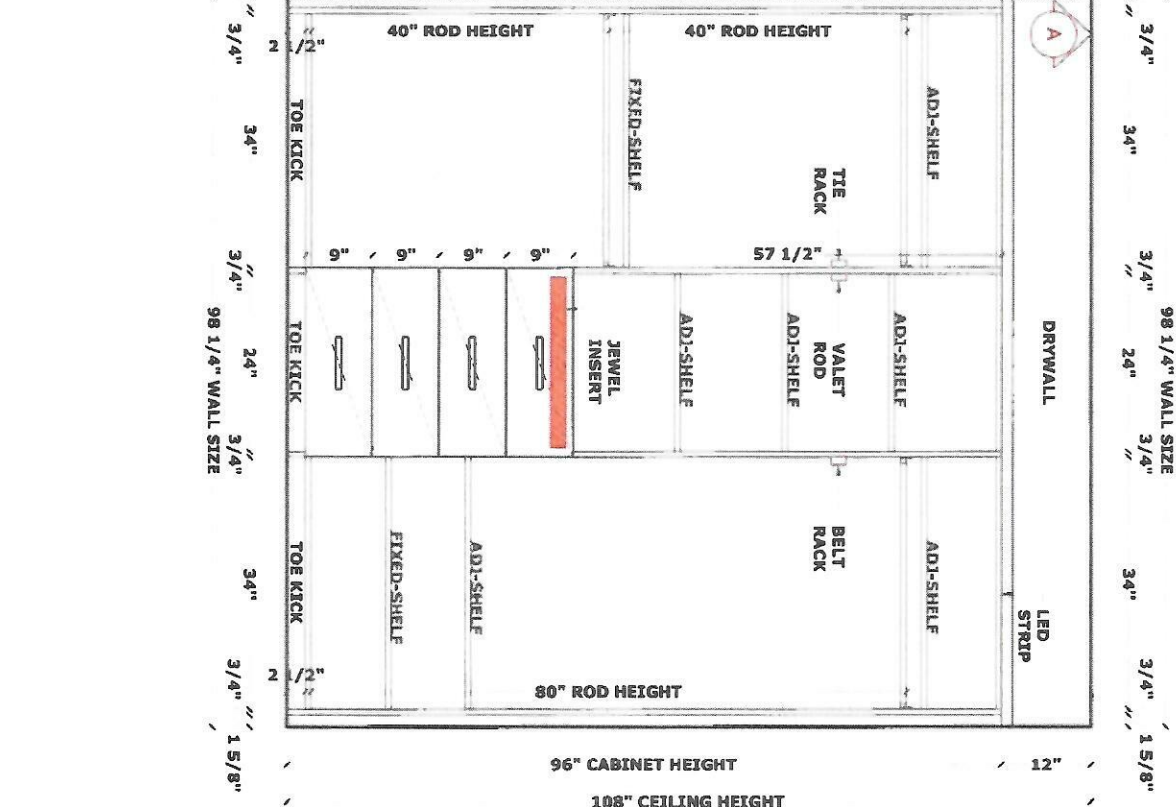 3/4"
40" ROD HEIGHT
40" ROD HEIGHT
A
3/4"
2 1/2"
34"
TOE KICK
FIXED-SHELF
ADJ-SHELF
34"
TIE
RACK
3/4"
9"
9"
9"
9"
57 1/2"
3/4"
98 1/4" WALL SIZE
24"
TOE KICK
JEWEL
INSERT
ADJ-SHELF
ADJ-SHELF
VALET
ROD
ADJ-SHELF
DRYWALL
24"
98 1/4" WALL SIZE
3/4"
3/4"
34"
TOE KICK
FIXED-SHELF
ADJ-SHELF
BELT
RACK
ADJ-SHELF
34"
LED
STRIP
3/4"
2 1/2"
80" ROD HEIGHT
3/4"
1 5/8"
96" CABINET HEIGHT
12"
1 5/8"
108" CEILING HEIGHT